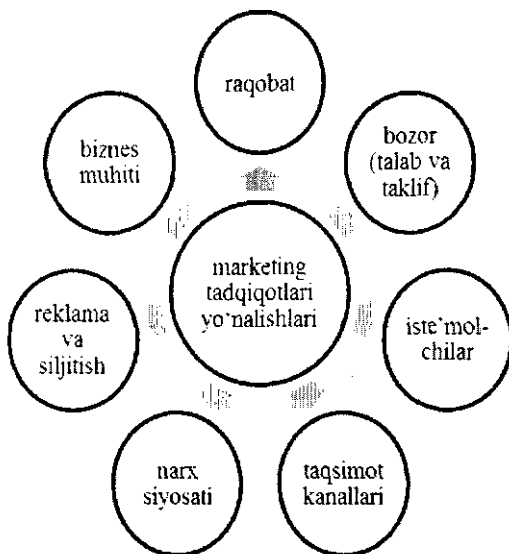 raqobat
bozor
(talab va
taklif)
iste'mol-
chilar
taqsimot
kanallari
narx
siyosati
reklama
va
siljitish
biznes
muhiti
marketing
tadqiqotlari
yo'nalishlari